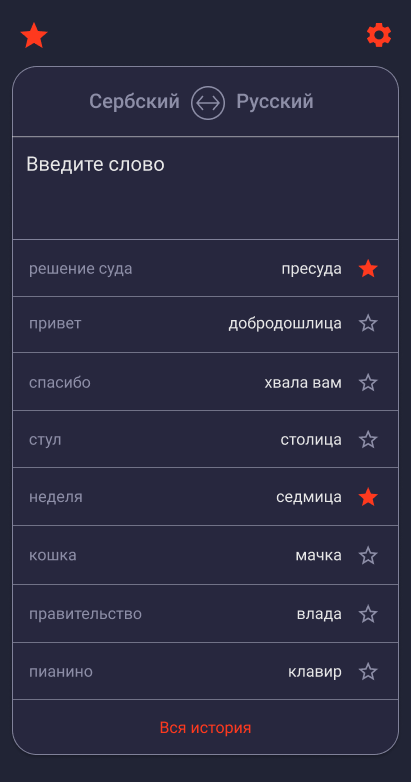 Сербский Русский
Введите слово
решение суда пресуда
привет добродошлица
спасибо хвала вам
стул столица
неделя седмица
кошка мачка
правительство влада
пианино клавир
Вся история